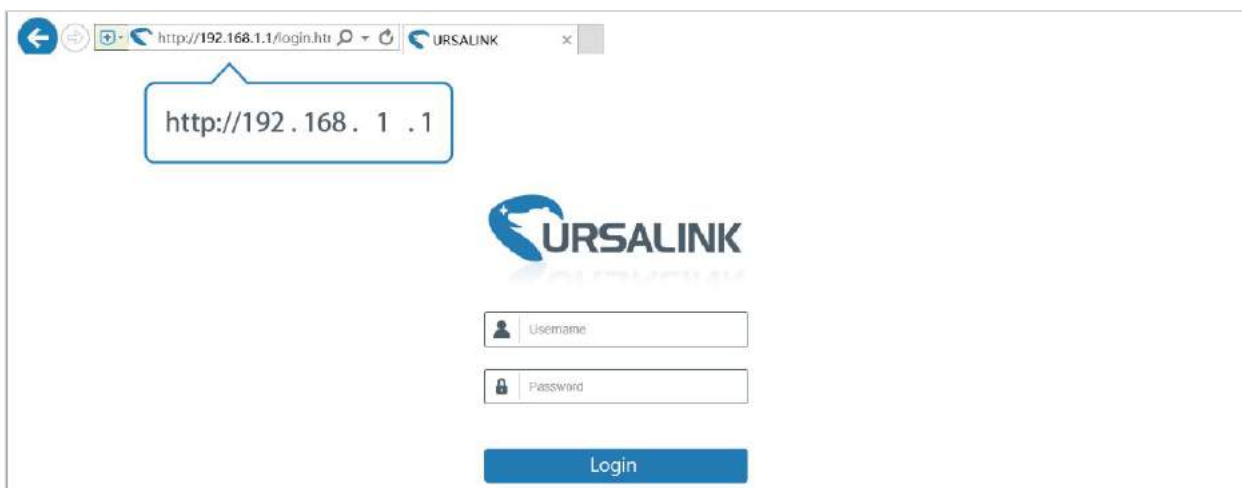 http://192.168.1.1/login.htı URSALINK
http://192.168. 1 .1
URSALINK
Username
Password
Login